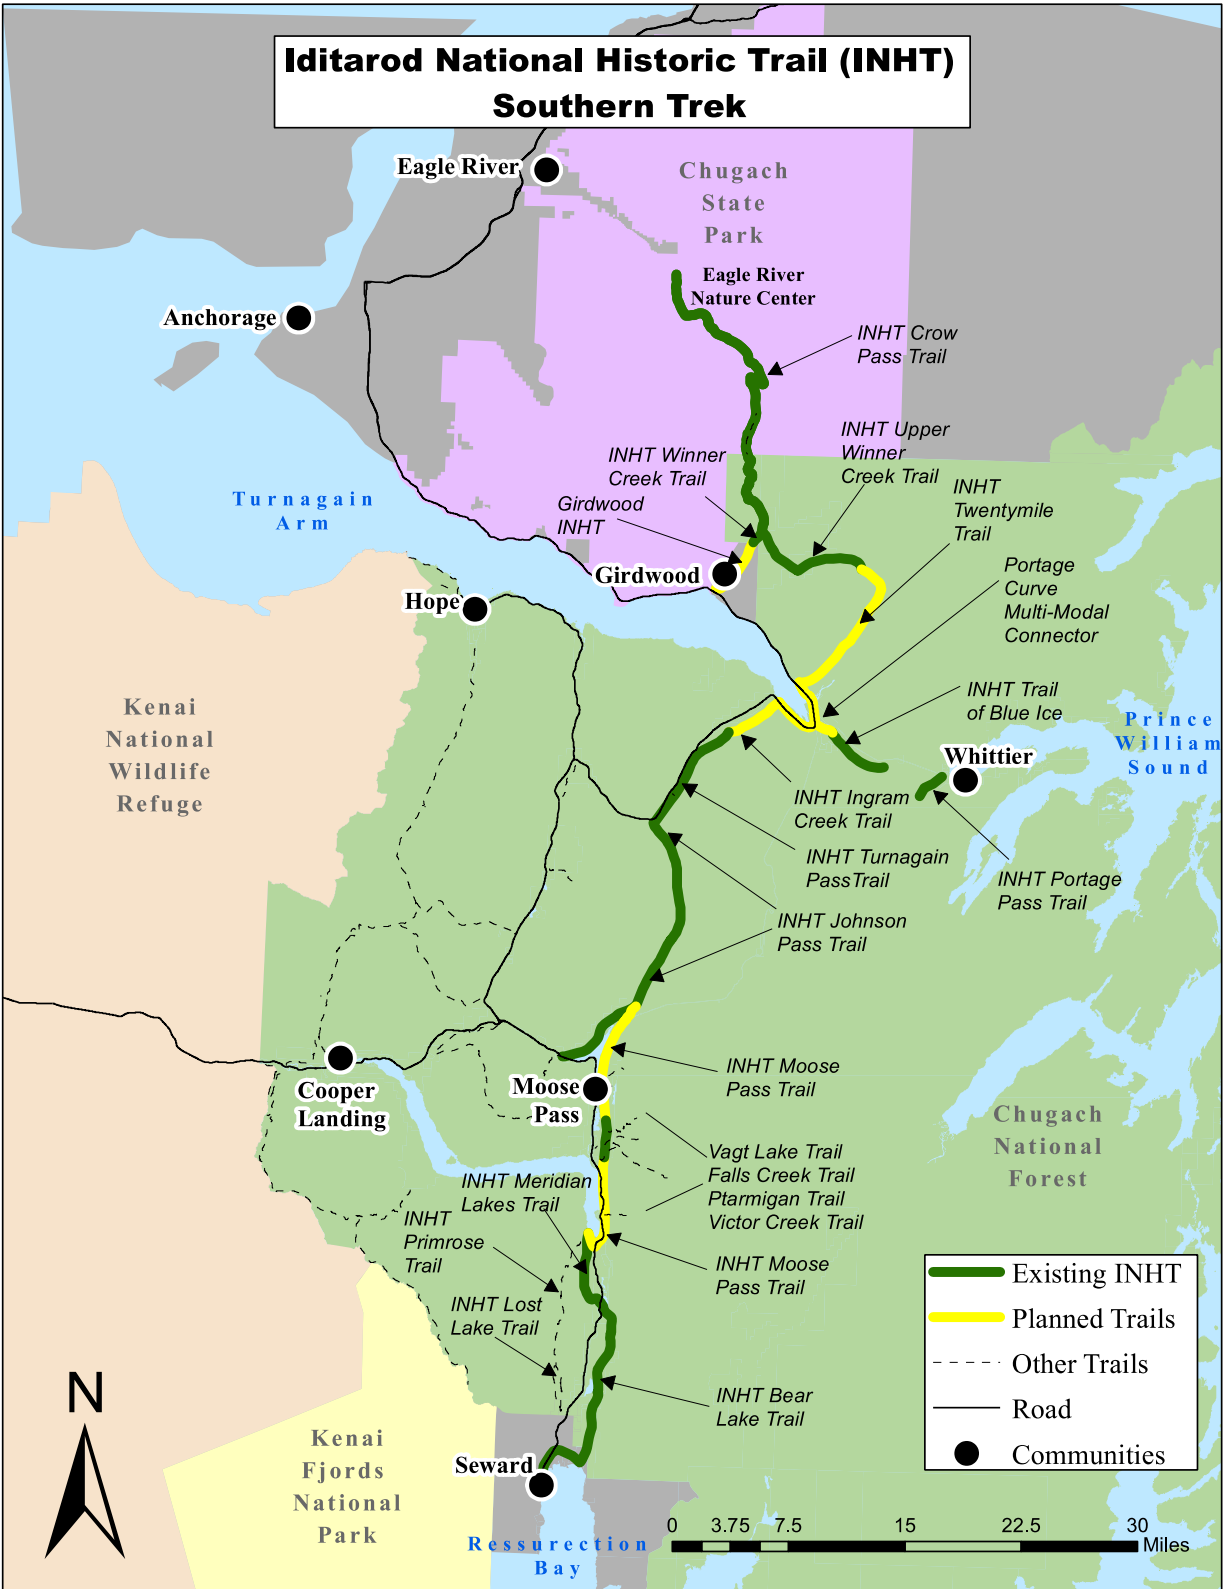 Iditarod National Historic Trail (INHT)
Southern Trek
Eagle River
Chugach
State
Park
Eagle River
Nature Center
Anchorage
INHT Crow
Pass Trail
INHT Upper
Winner
Creek Trail
INHT Winner
Creek Trail
INHT
Twentymile
Trail
Turnagain
Arm
Girdwood
INHT
Girdwood
Portage
Curve
Multi-Modal
Connector
Hope
INHT Trail
of Blue Ice
Kenai
National
Wildlife
Refuge
Prince
William
Sound
Whittier
INHT Ingram
Creek Trail
INHT Turnagain
PassTrail
INHT Portage
Pass Trail
INHT Johnson
Pass Trail
INHT Moose
Pass Trail
Moose
Pass
Cooper
Landing
Chugach
National
Forest
Vagt Lake Trail
Falls Creek Trail
Ptarmigan Trail
Victor Creek Trail
INHT Meridian
Lakes Trail
INHT
Primrose
Trail
INHT Moose
Pass Trail
INHT Lost
Lake Trail
INHT Bear
Lake Trail
Existing INHT
Planned Trails
Other Trails
Road
Communities
N
Kenai
Fjords
National
Park
Seward
Ressurection
Bay
0 3.75 7.5 15 22.5 30
Miles